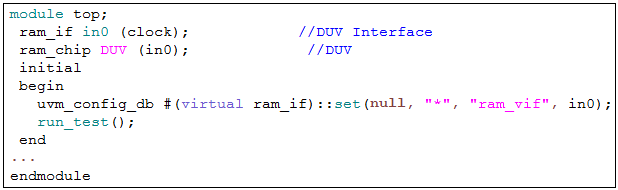 module top;
ram_if in0 (clock); //DUV Interface
ram_chip DUV (in0); //DUV
initial
begin
uvm_config_db #(virtual ram_if)::set(null, "*", "ram_vif", in0);
run_test();
end
...
endmodule